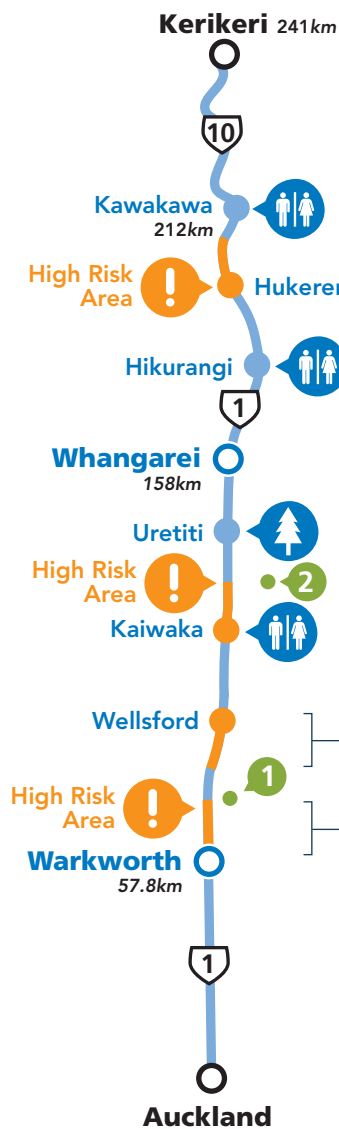 Kerikeri 241km
10
Kawakawa
212km
High Risk
Area
!
Hikurangi
1
Whangarei
158km
Uretiti
High Risk
Area
!
2
Kaiwaka
Wellsford
1
High Risk
Area
!
Warkworth
57.8km
1
Auckland